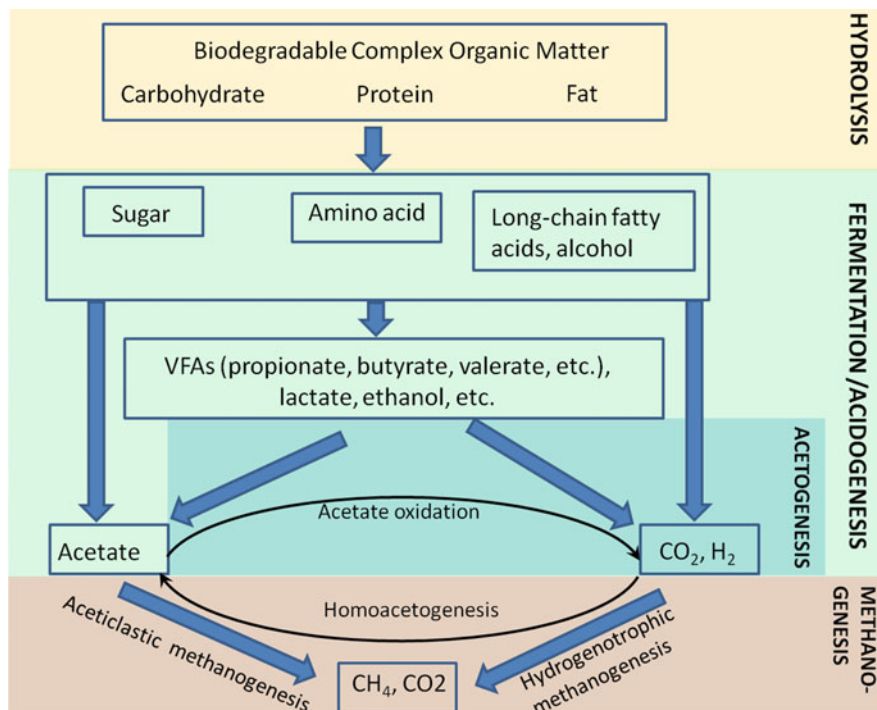 Biodegradable Complex Organic Matter
Carbohydrate Protein Fat
HYDROLYSIS
Sugar
Amino acid
Long-chain fatty
acids, alcohol
FERMENTATION /ACIDOGENESIS
VFAs (propionate, butyrate, valerate, etc.),
lactate, ethanol, etc.
ACETOGENESIS
Acetate oxidation
Acetate
CO₂, H₂
Homoacetogenesis
Aceticlastic methanogenesis
Hydrogenotrophic-
methanogenesis
CH₄, CO2
METHANO-
GENESIS